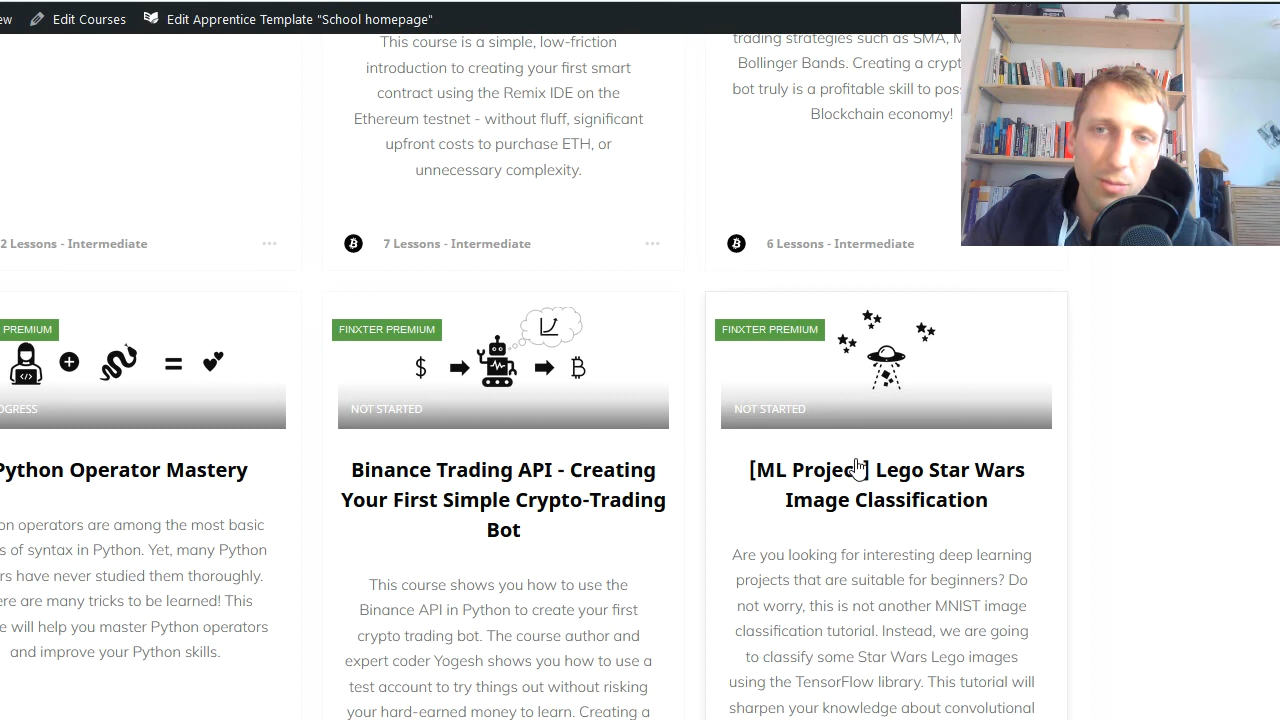 Edit Courses
Edit Apprentice Template "School homepage"
This course is a simple, low-friction
introduction to creating your first smart
contract using the Remix IDE on the
Ethereum testnet - without fluff, significant
upfront costs to purchase ETH, or
unnecessary complexity.
7 Lessons - Intermediate
trading strategies such as SMA,
Bollinger Bands. Creating a
bot truly is a profitable skill to
Blockchain economy!
6 Lessons - Intermediate
2 Lessons - Intermediate
PREMIUM
Python Operator Mastery
operators are among the most basic
of syntax in Python. Yet, many Python
have never studied them thoroughly.
are many tricks to be learned! This
will help you master Python operators
and improve your Python skills.
FINXTER PREMIUM
$
NOT STARTED
Binance Trading API - Creating
Your First Simple Crypto-Trading
Bot
This course shows you how to use the
Binance API in Python to create your first
crypto trading bot. The course author and
expert coder Yogesh shows you how to use a
test account to try things out without risking
your hard-earned money to learn. Creating a
FINXTER PREMIUM
NOT STARTED
[ML Project] Lego Star Wars
Image Classification
Are you looking for interesting deep learning
projects that are suitable for beginners? Do
not worry, this is not another MNIST image
classification tutorial. Instead, we are going
to classify some Star Wars Lego images
using the TensorFlow library. This tutorial will
sharpen your knowledge about convolutional